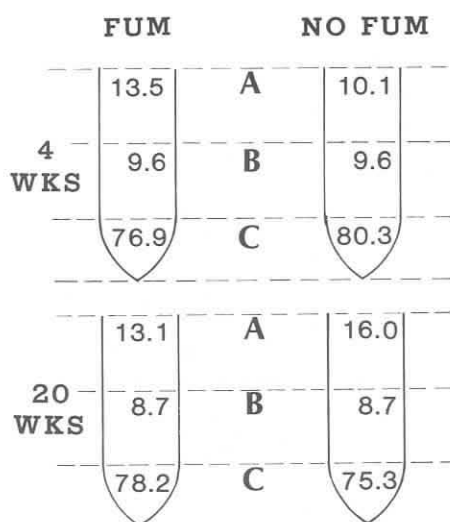 FUM NO FUM
13.5 A 10.1
4 WKS 9.6 B 9.6
76.9 C 80.3
13.1 A 16.0
20 WKS 8.7 B 8.7
78.2 C 75.3